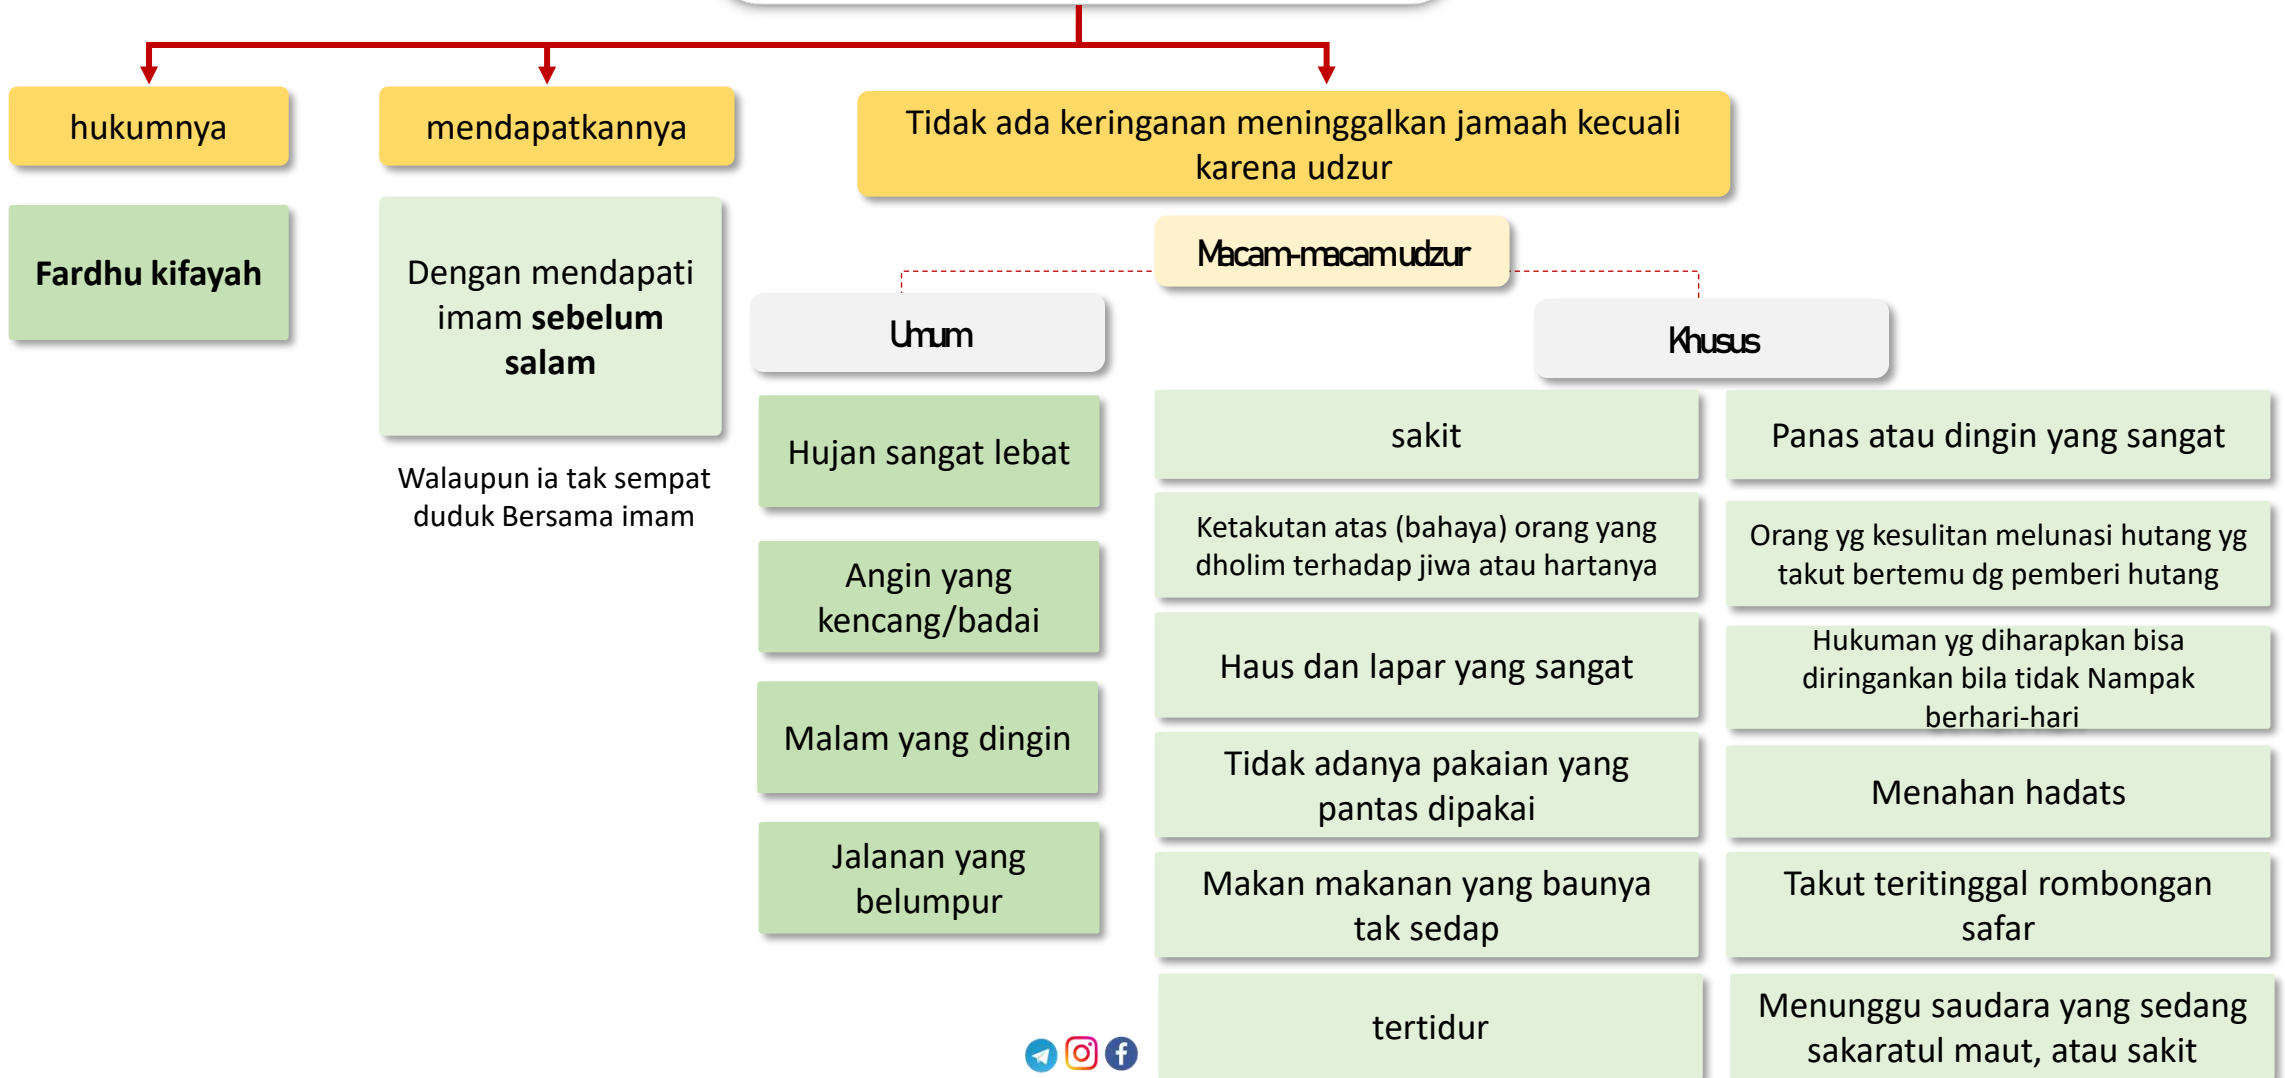 hukumnya
Fardhu kifayah
mendapatkannya
Dengan mendapati
imam sebelum
salam
Walaupun ia tak sempat
duduk Bersama imam
Tidak ada keringanan meninggalkan jamaah kecuali
karena udzur
Macam-macam udzur
Umum
Hujan sangat lebat
Angin yang
kencang/badai
Malam yang dingin
Jalanan yang
belumpur
Khusus
sakit
Ketakutan atas (bahaya) orang yang
dholim terhadap jiwa atau hartanya
Haus dan lapar yang sangat
Tidak adanya pakaian yang
pantas dipakai
Makan makanan yang baunya
tak sedap
tertidur
Panas atau dingin yang sangat
Orang yg kesulitan melunasi hutang yg
takut bertemu dg pemberi hutang
Hukuman yg diharapkan bisa
diringankan bila tidak Nampak
berhari-hari
Menahan hadats
Takut teritinggal rombongan
safar
Menunggu saudara yang sedang
sakaratul maut, atau sakit